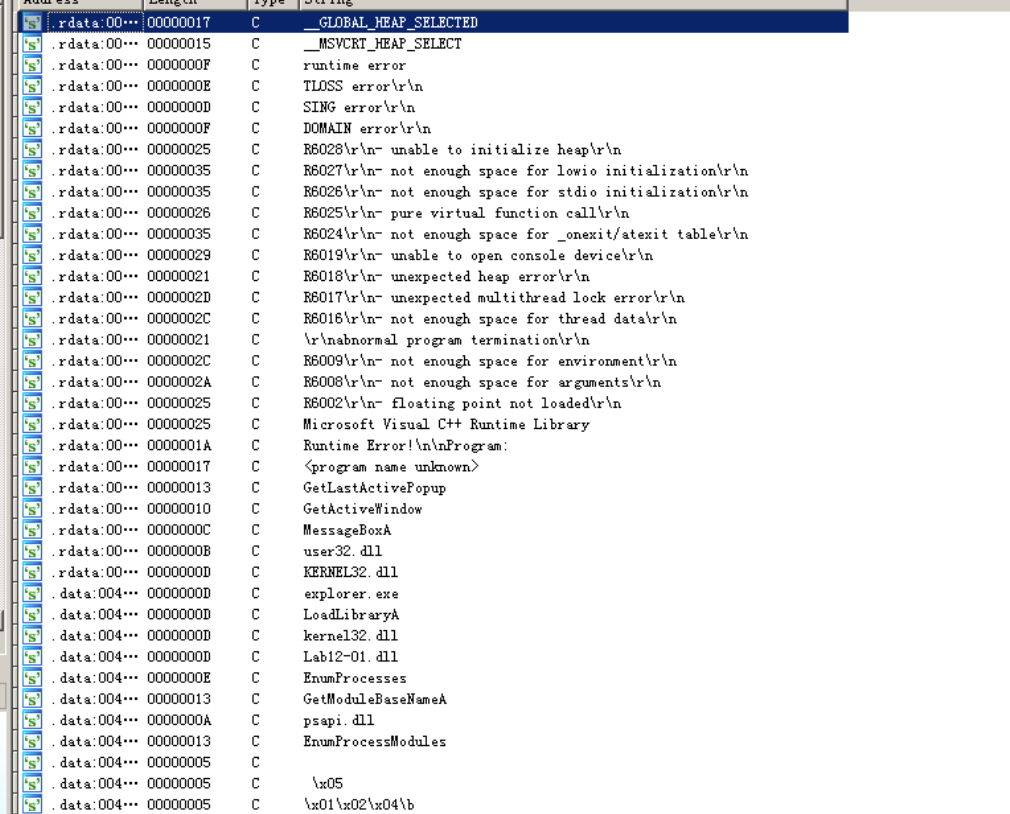 Address Length Type String
.rdata:00··· 00000017 C __GLOBAL_HEAP_SELECTED
.rdata:00··· 00000015 C __MSVCRT_HEAP_SELECT
.rdata:00··· 0000000F C runtime error
.rdata:00··· 0000000E C TLOSS error\r\n
.rdata:00··· 0000000D C SING error\r\n
.rdata:00··· 0000000F C DOMAIN error\r\n
.rdata:00··· 00000025 C R6028\r\n- unable to initialize heap\r\n
.rdata:00··· 00000035 C R6027\r\n- not enough space for lowio initialization\r\n
.rdata:00··· 00000035 C R6026\r\n- not enough space for stdio initialization\r\n
.rdata:00··· 00000026 C R6025\r\n- pure virtual function call\r\n
.rdata:00··· 00000035 C R6024\r\n- not enough space for _onexit/atexit table\r\n
.rdata:00··· 00000029 C R6019\r\n- unable to open console device\r\n
.rdata:00··· 00000021 C R6018\r\n- unexpected heap error\r\n
.rdata:00··· 0000002D C R6017\r\n- unexpected multithread lock error\r\n
.rdata:00··· 0000002C C R6016\r\n- not enough space for thread data\r\n
.rdata:00··· 00000021 C \r\nabnormal program termination\r\n
.rdata:00··· 0000002C C R6009\r\n- not enough space for environment\r\n
.rdata:00··· 0000002A C R6008\r\n- not enough space for arguments\r\n
.rdata:00··· 00000025 C R6002\r\n- floating point not loaded\r\n
.rdata:00··· 00000025 C Microsoft Visual C++ Runtime Library
.rdata:00··· 0000001A C Runtime Error!\n\nProgram:
.rdata:00··· 00000017 C <program name unknown>
.rdata:00··· 00000013 C GetLastActivePopup
.rdata:00··· 00000010 C GetActiveWindow
.rdata:00··· 0000000C C MessageBoxA
.rdata:00··· 0000000B C user32.dll
.rdata:00··· 0000000D C KERNEL32.dll
.data:004··· 0000000D C explorer.exe
.data:004··· 0000000D C LoadLibraryA
.data:004··· 0000000D C kernel32.dll
.data:004··· 0000000D C Lab12-01.dll
.data:004··· 0000000E C EnumProcesses
.data:004··· 00000013 C GetModuleBaseNameA
.data:004··· 0000000A C psapi.dll
.data:004··· 00000013 C EnumProcessModules
.data:004··· 00000005 C
.data:004··· 00000005 C \x05
.data:004··· 00000005 C \x01\x02\x04\b